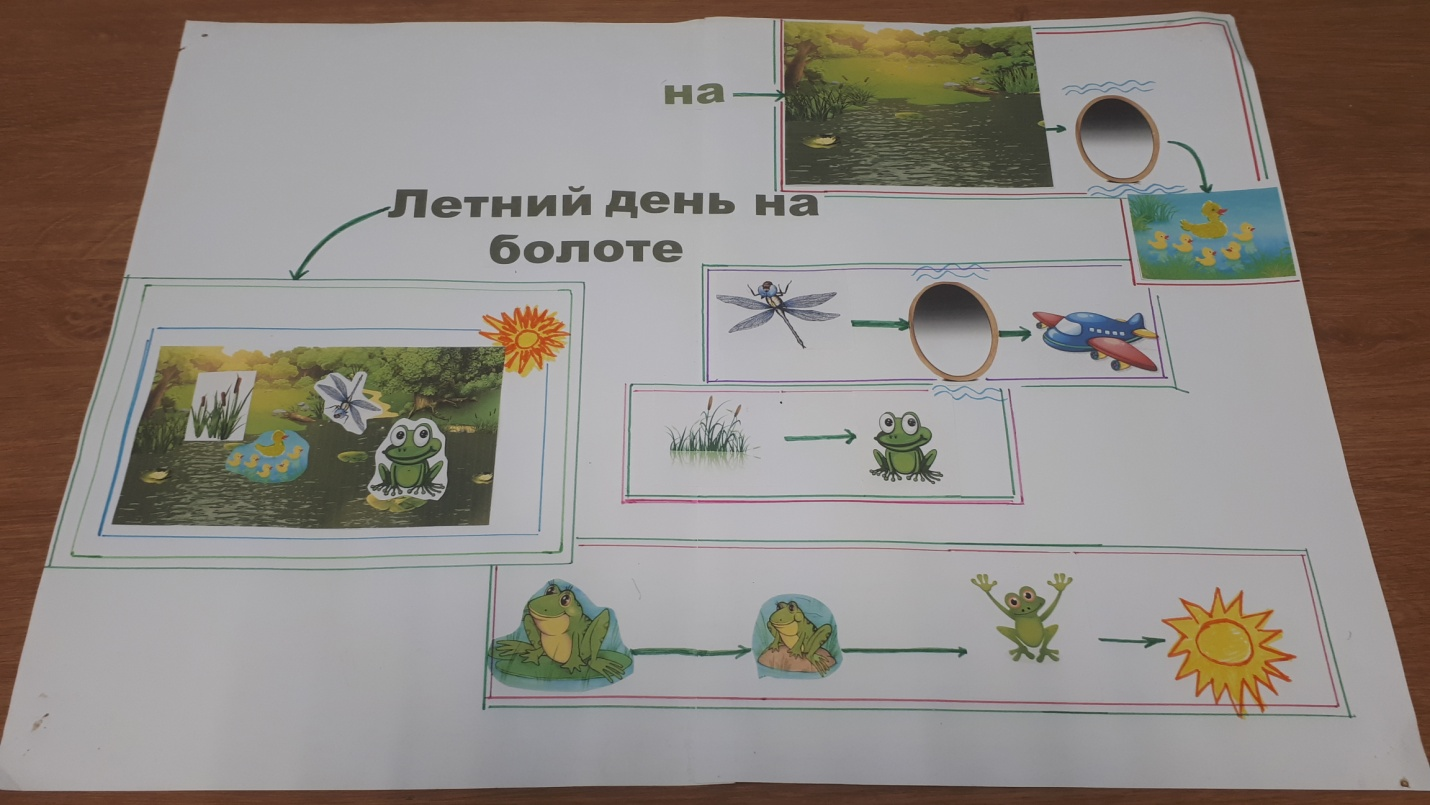 на
Летний день на
болоте